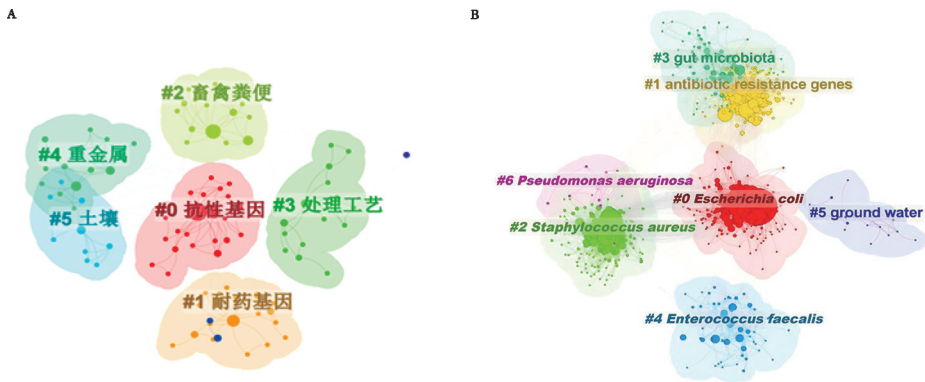 A
#2 畜禽粪便
#4 重金属
#0 抗性基因
#3 处理工艺
#5 土壤
#1 耐药基因
B
#3 gut microbiota
#1 antibiotic resistance genes
#6 Pseudomonas aeruginosa
#0 Escherichia coli
#5 ground water
#2 Staphylococcus aureus
#4 Enterococcus faecalis